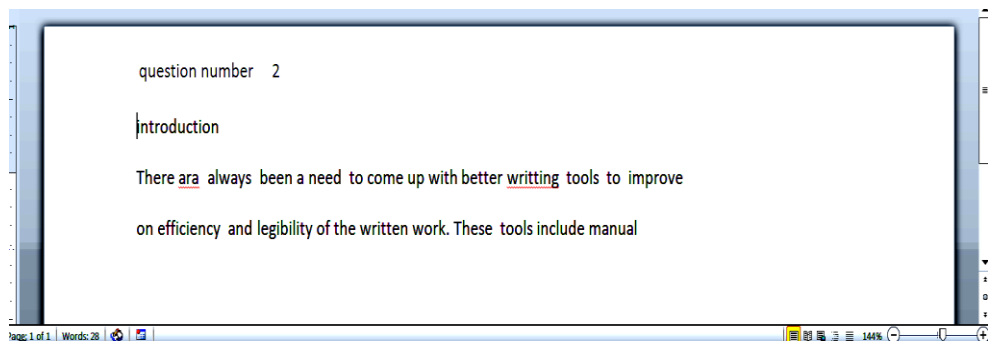 question number 2
introduction
There ara always been a need to come up with better writting tools to improve
on efficiency and legibility of the written work. These tools include manual
Page: 1 of 1 Words: 28 144%